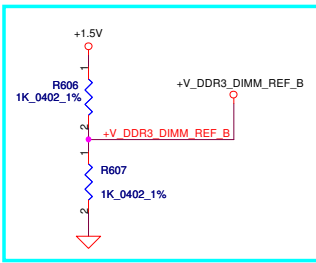 +1.5V
1
R606
1K_0402_1%
2
+V_DDR3_DIMM_REF_B
+V_DDR3_DIMM_REF_B
1
R607
1K_0402_1%
2